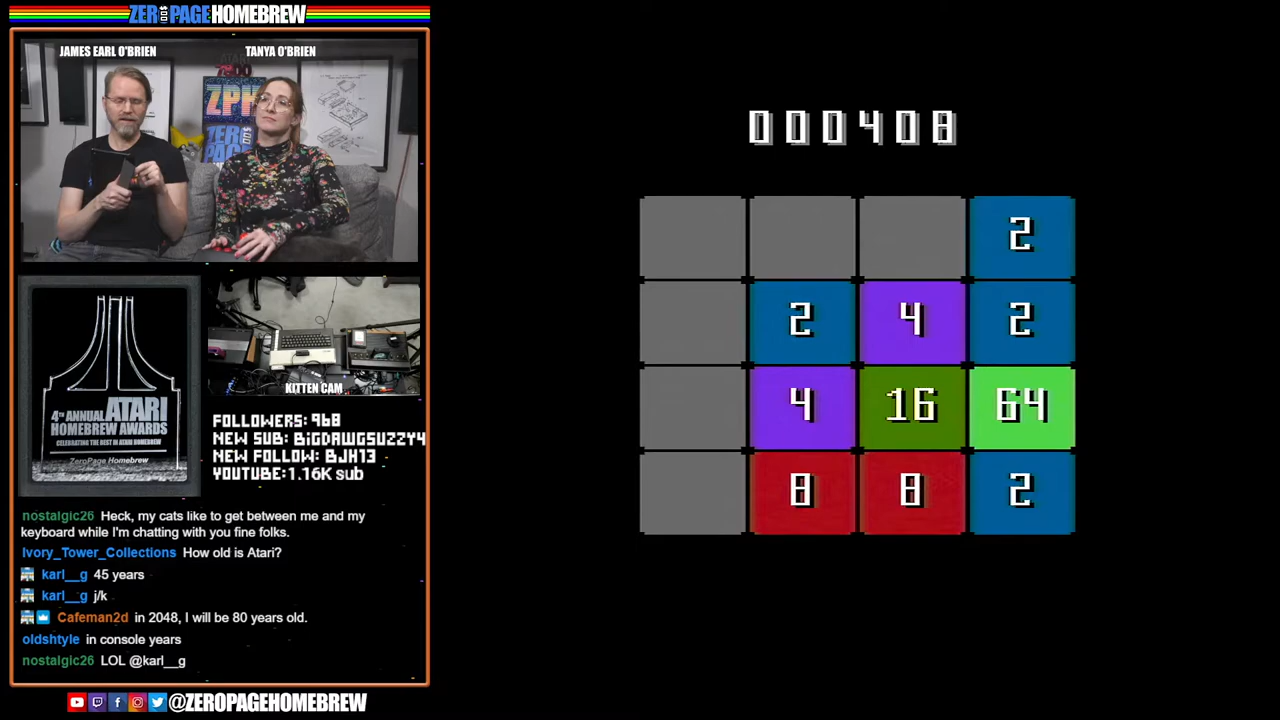 ZEROPAGE HOMEBREW
JAMES EARL O'BRIEN
TANYA O'BRIEN
ZPH
4TH ANNUAL ATARI
HOMEBREW AWARDS
CELEBRATING THE BEST IN ATARI HOMEBREW
ZeroPage Homebrew
KITTEN CAM
FOLLOWERS: 968
NEW SUB: BIGDAWGSUZZY4
NEW FOLLOW: BJH13
YOUTUBE: 1.16K sub
nostalgic26 Heck, my cats like to get between me and my
keyboard while I'm chatting with you fine folks.
Ivory_Tower_Collections How old is Atari?
karl__g 45 years
karl__g j/k
Cafeman2d in 2048, I will be 80 years old.
oldshtyle in console years
nostalgic26 LOL @karl__g
@ZEROPAGEHOMEBREW
000408
2
2 4 2
4 16 64
8 8 2